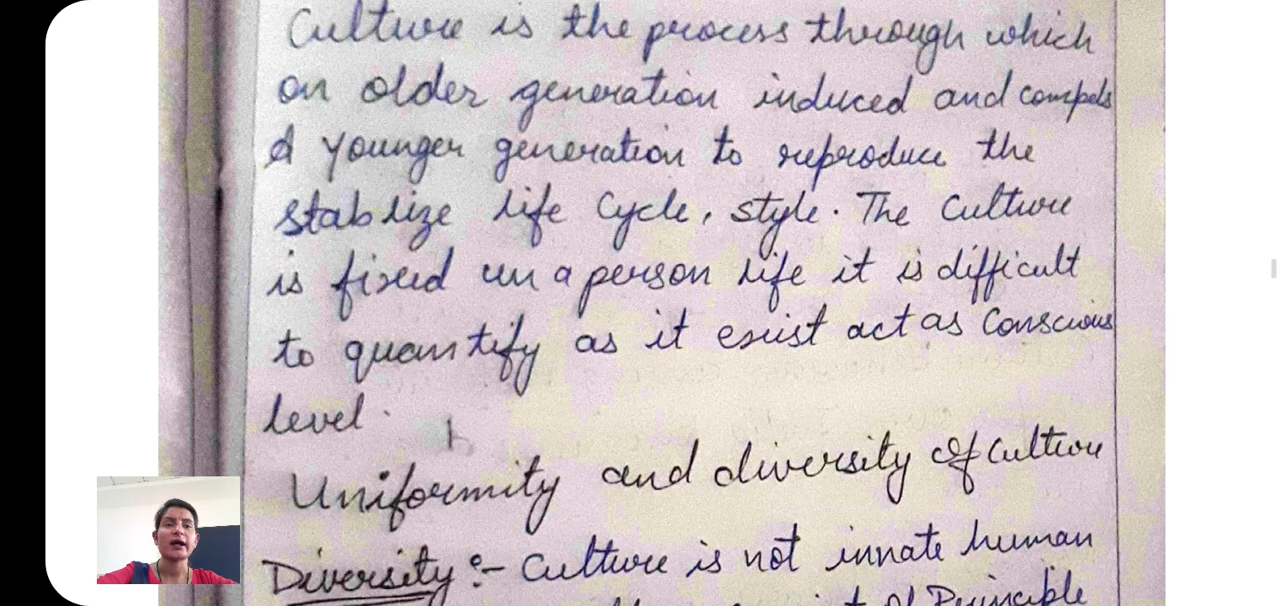 Culture is the process through which
an older generation induced and compels
A younger generation to reproduce the
stablize life Cycle, style. The Culture
is fixed in a person life it is difficult
to quantify as it exist act as Conscious
level.
Uniformity and diversity of Culture
Diversity :- Culture is not innate human
of Principle